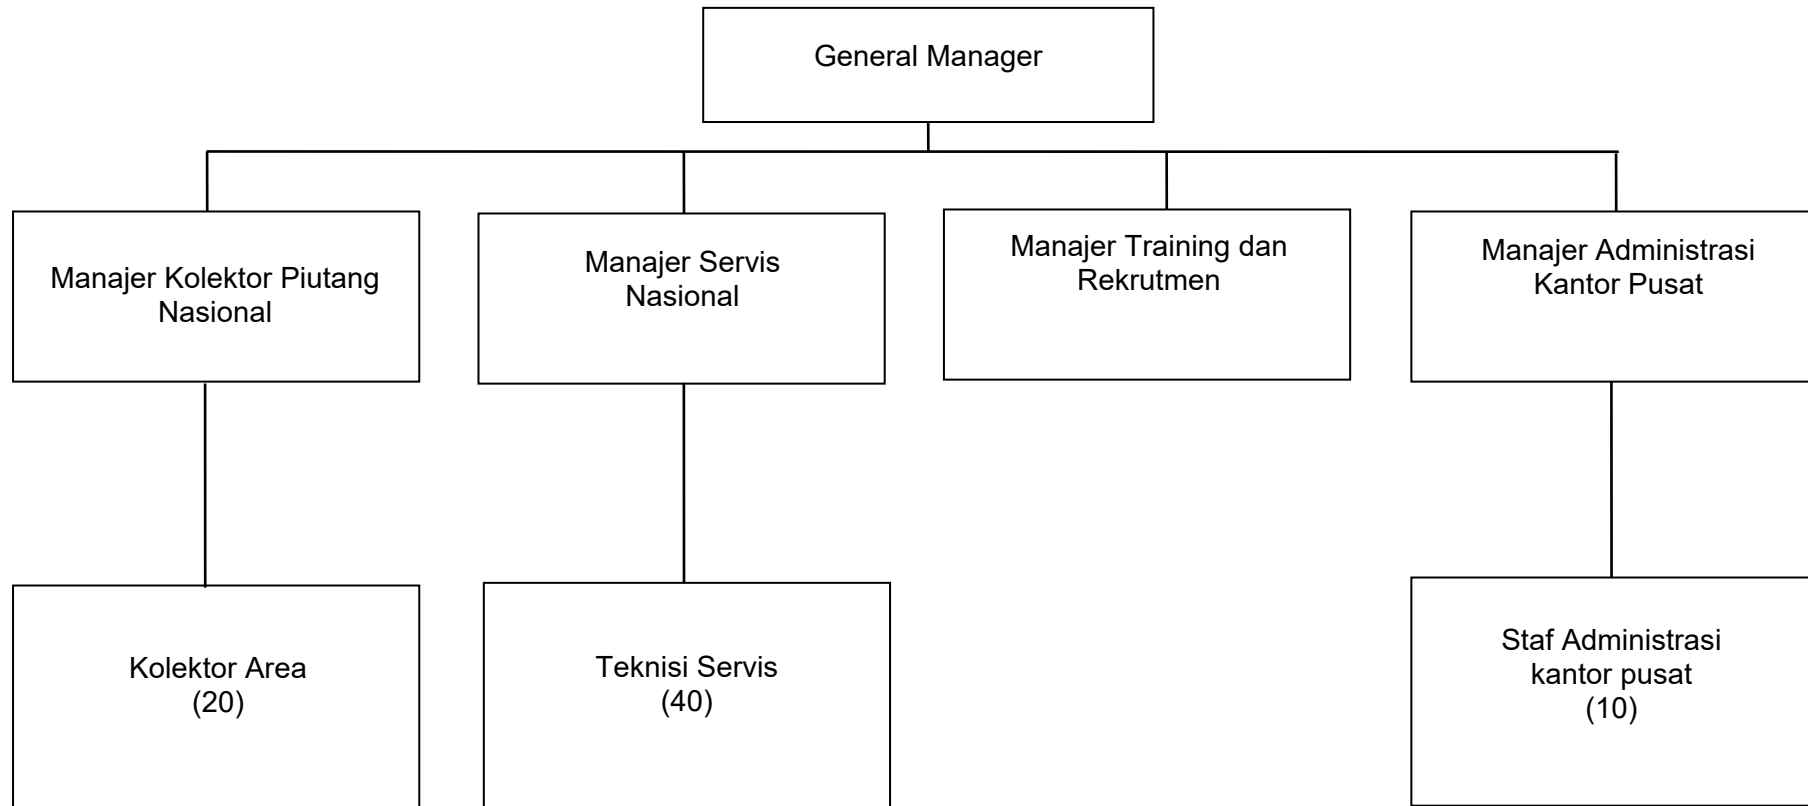 General Manager
Manajer Kolektor Piutang
Nasional
Manajer Servis
Nasional
Manajer Training dan
Rekrutmen
Manajer Administrasi
Kantor Pusat
Kolektor Area
(20)
Teknisi Servis
(40)
Staf Administrasi
kantor pusat
(10)